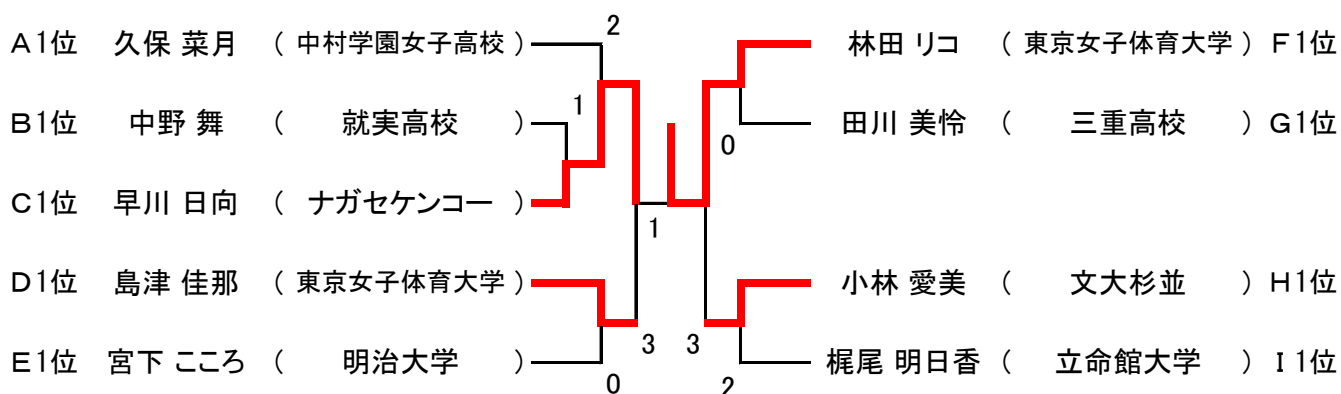 2
A1位 久保 菜月 ( 中村学園女子高校 ) 林田 リコ ( 東京女子体育大学 ) F1位
1
B1位 中野 舞 ( 就実高校 ) 田川 美怜 ( 三重高校 ) G1位
0
C1位 早川 日向 ( ナガセケンコー )
1
D1位 島津 佳那 ( 東京女子体育大学 ) 小林 愛美 ( 文大杉並 ) H1位
3 3
E1位 宮下 こころ ( 明治大学 ) 梶尾 明日香 ( 立命館大学 ) I1位
0 2